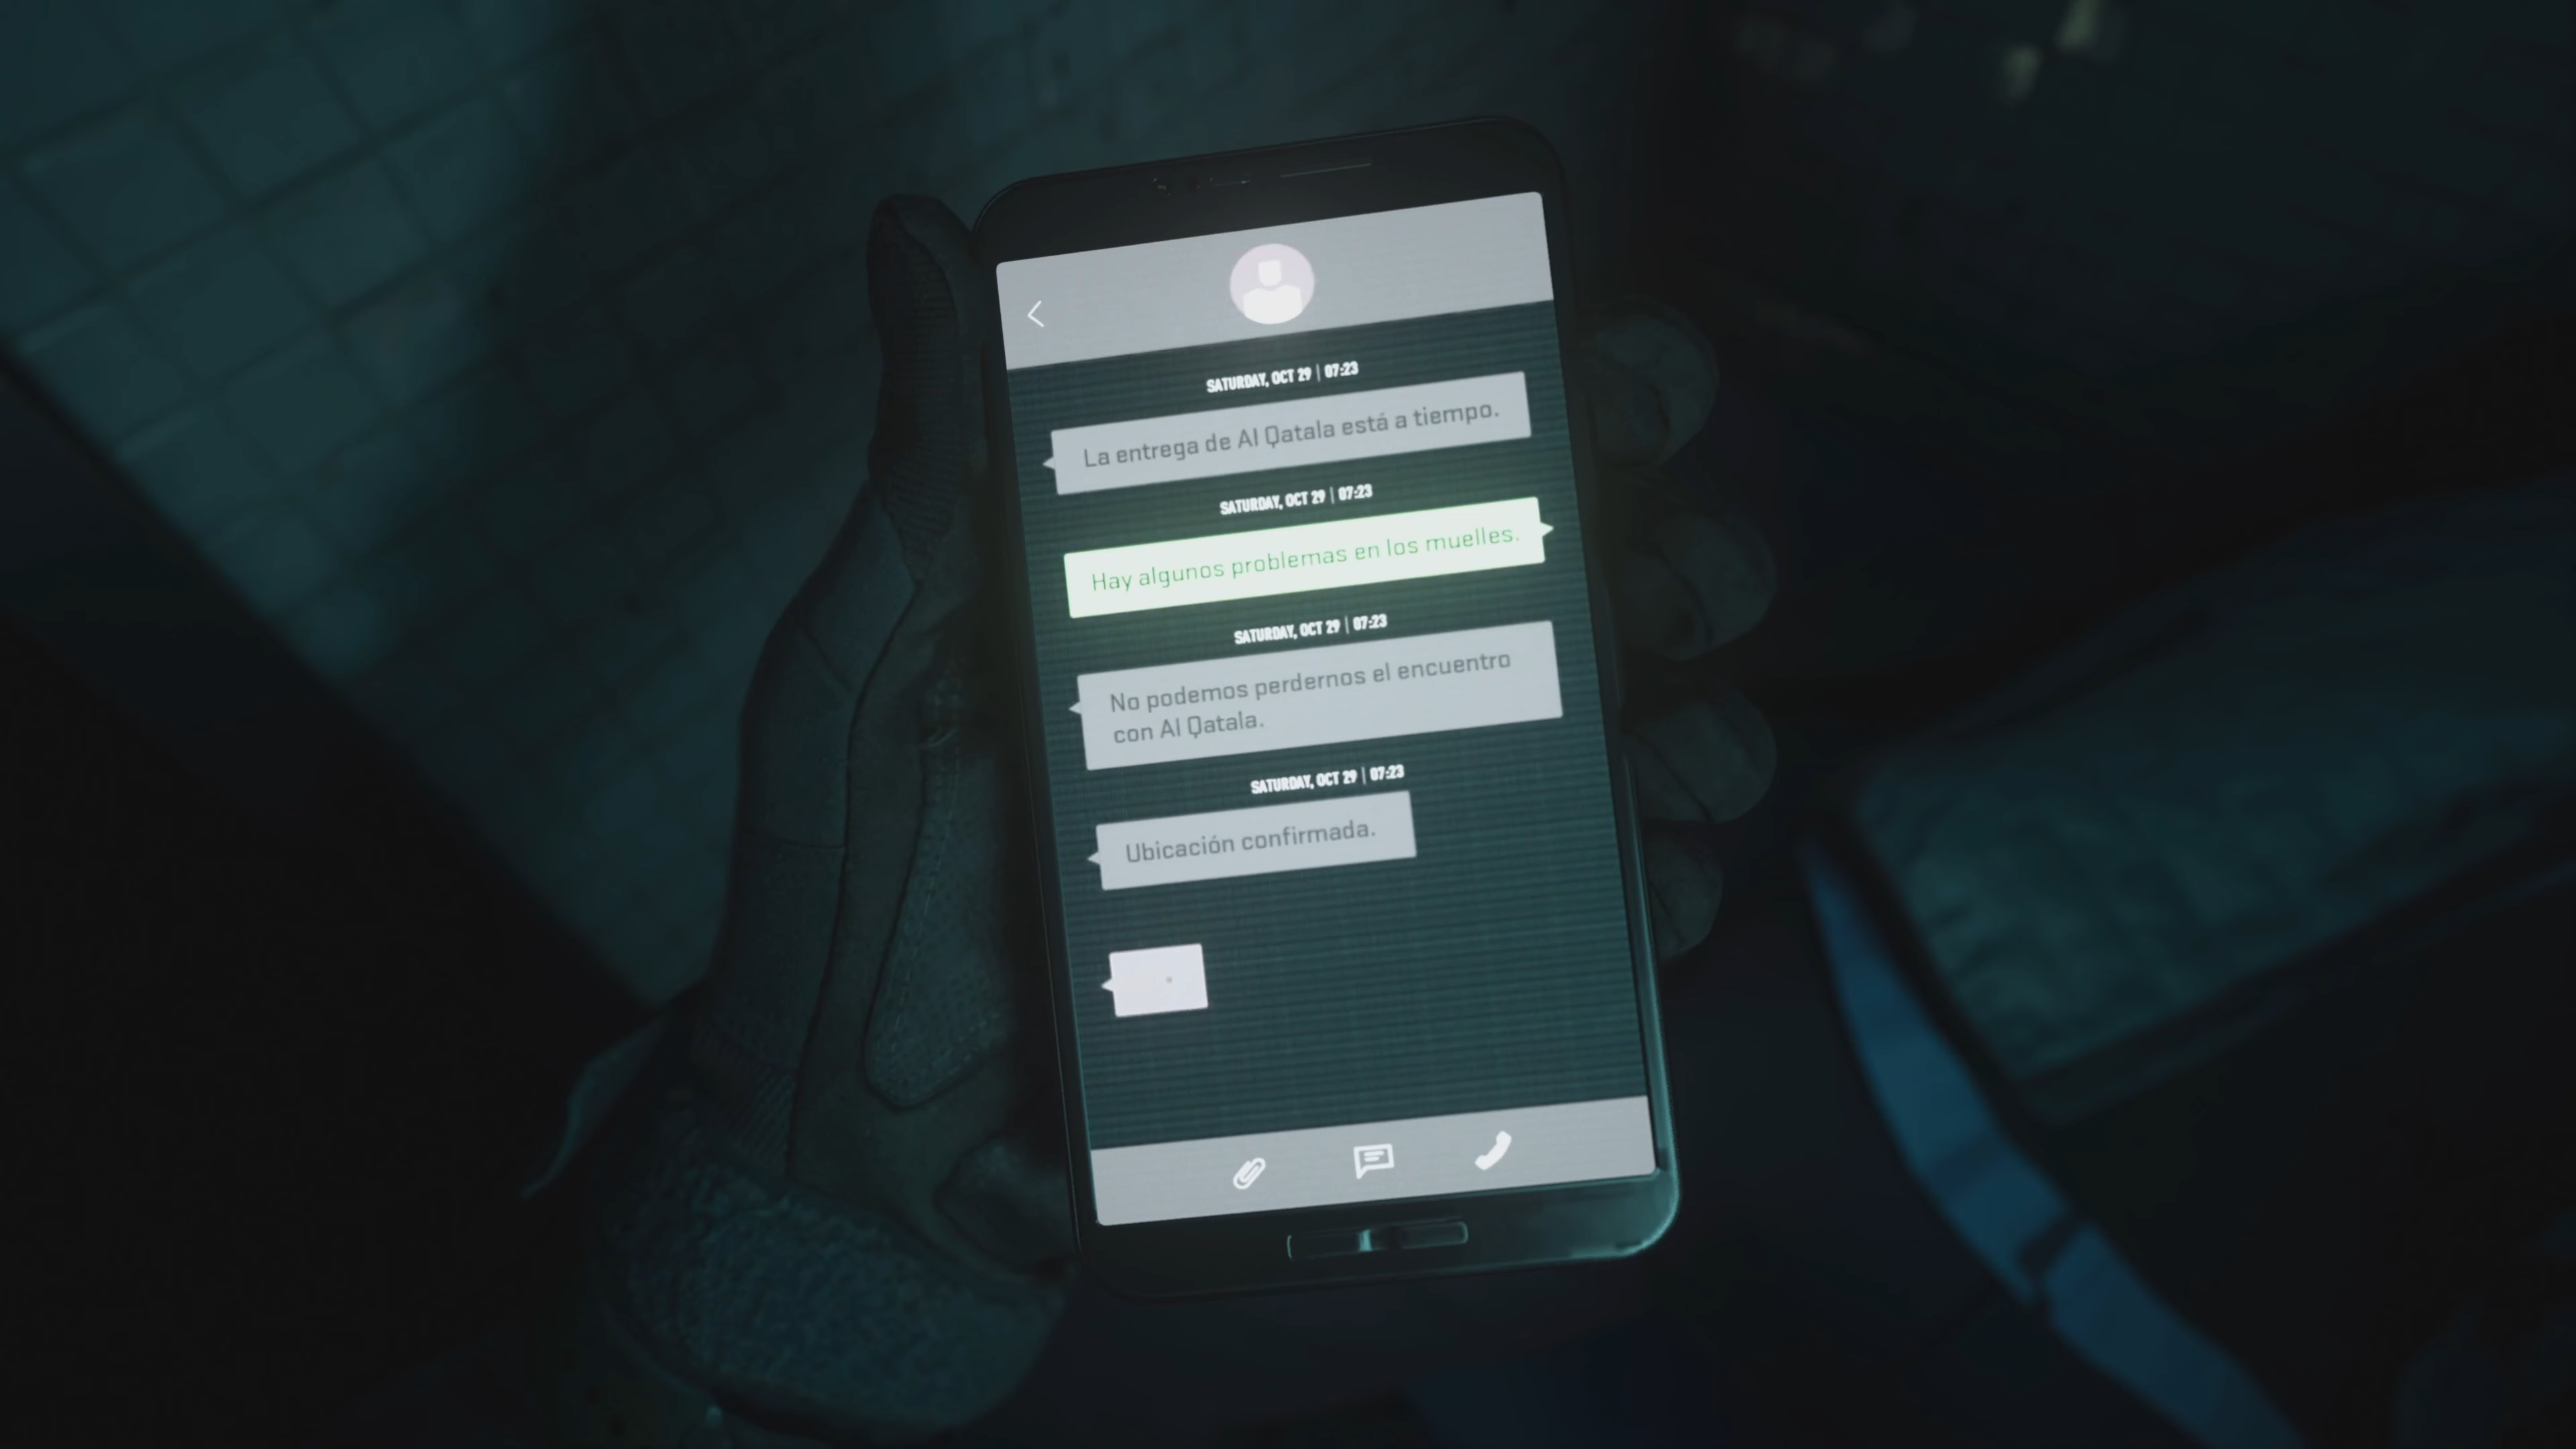 SATURDAY, OCT 29 | 07:23
La entrega de Al Qatala está a tiempo.
SATURDAY, OCT 29 | 07:23
Hay algunos problemas en los muelles.
SATURDAY, OCT 29 | 07:23
No podemos perdernos el encuentro
con Al Qatala.
SATURDAY, OCT 29 | 07:23
Ubicación confirmada.